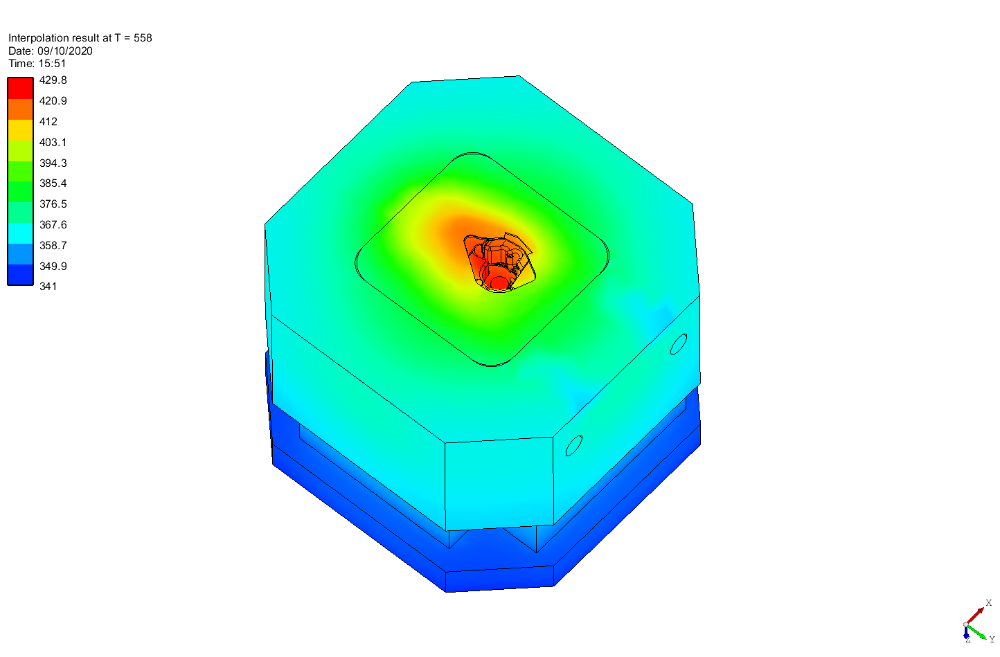 Interpolation result at T = 558
Date: 09/10/2020
Time: 15:51
429.8
420.9
412
403.1
394.3
385.4
376.5
367.6
358.7
349.9
341
X
Y
Z